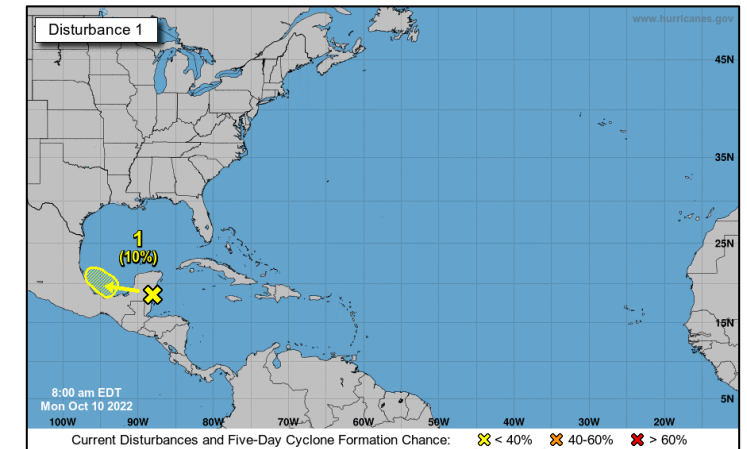 Disturbance 1
www.hurricanes.gov
45N
35N
25N
15N
5N
1
(10%)
8:00 am EDT
Mon Oct 10 2022
100W 90W 80W 70W 60W 50W 40W 30W 20W
Current Disturbances and Five-Day Cyclone Formation Chance: < 40% 40-60% > 60%